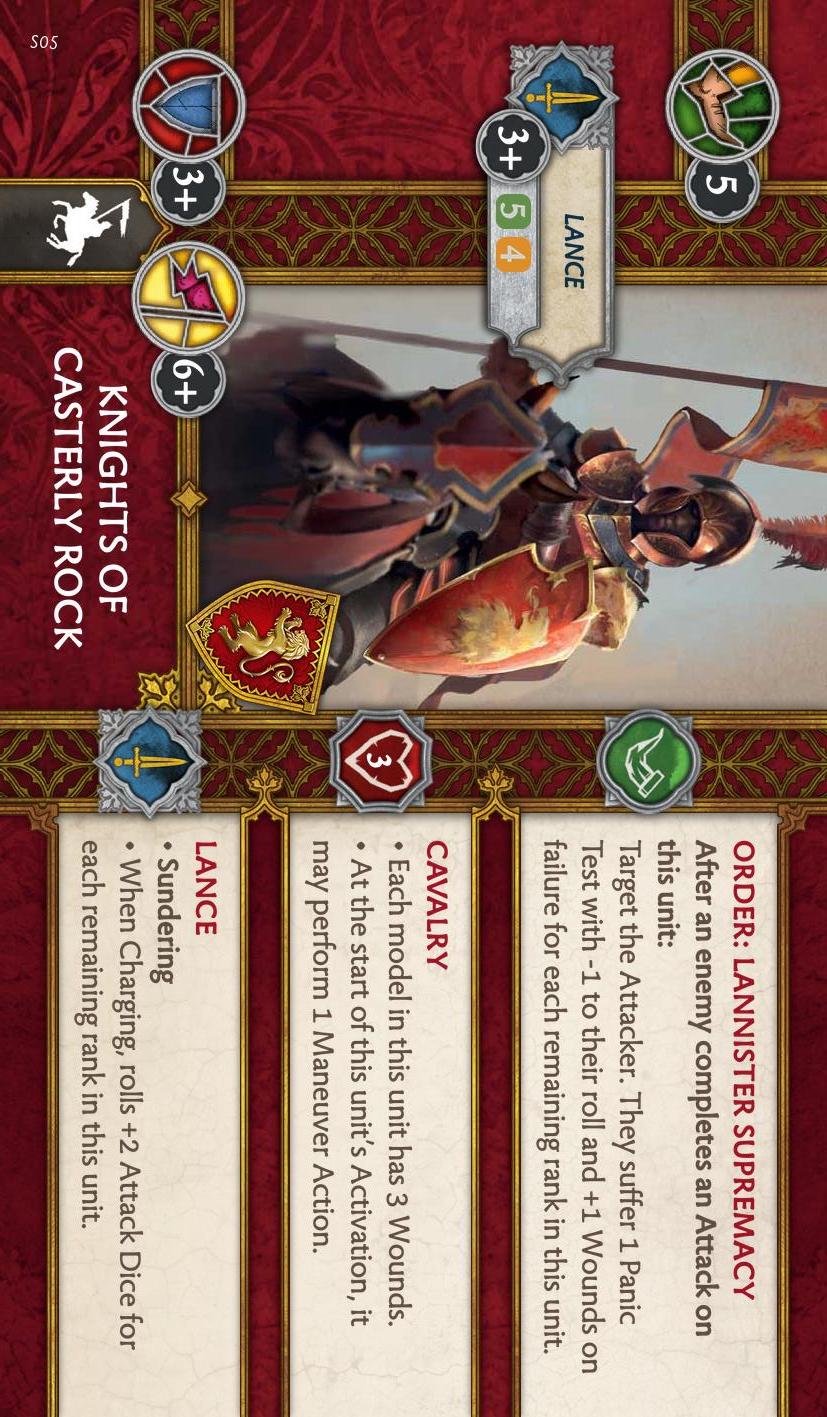 5
LANCE
3+
5 4
3+
6+
KNIGHTS OF
CASTERLY ROCK
S05
ORDER: LANNISTER SUPREMACY
After an enemy completes an Attack on
this unit:
Target the Attacker. They suffer 1 Panic
Test with -1 to their roll and +1 Wounds on
failure for each remaining rank in this unit.
3
CAVALRY
• Each model in this unit has 3 Wounds.
• At the start of this unit's Activation, it
may perform 1 Maneuver Action.
LANCE
• Sundering
• When Charging, rolls +2 Attack Dice for
each remaining rank in this unit.